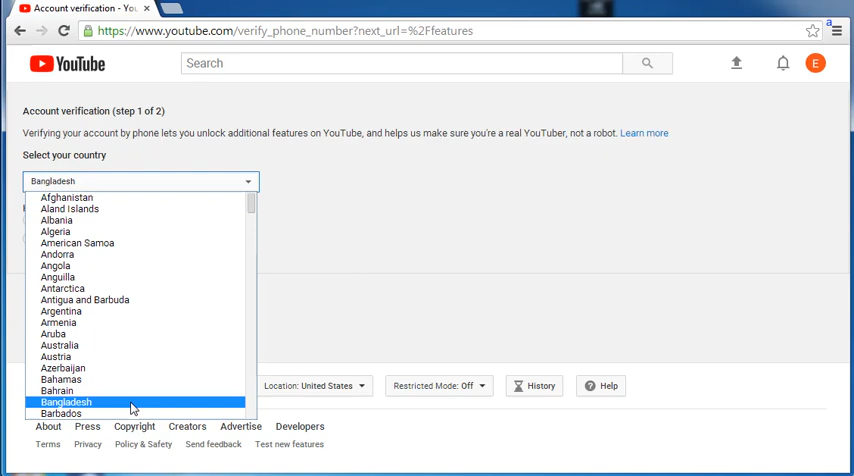 Account verification - You
https://www.youtube.com/verify_phone_number?next_url=%2Ffeatures
a
YouTube
Search
E
Account verification (step 1 of 2)
Verifying your account by phone lets you unlock additional features on YouTube, and helps us make sure you're a real YouTuber, not a robot. Learn more
Select your country
Bangladesh
Afghanistan
Aland Islands
Albania
Algeria
American Samoa
Andorra
Angola
Anguilla
Antarctica
Antigua and Barbuda
Argentina
Armenia
Aruba
Australia
Austria
Azerbaijan
Bahamas
Bahrain
Bangladesh
Barbados
Location: United States Restricted Mode: Off History Help
About Press Copyright Creators Advertise Developers
Terms Privacy Policy & Safety Send feedback Test new features